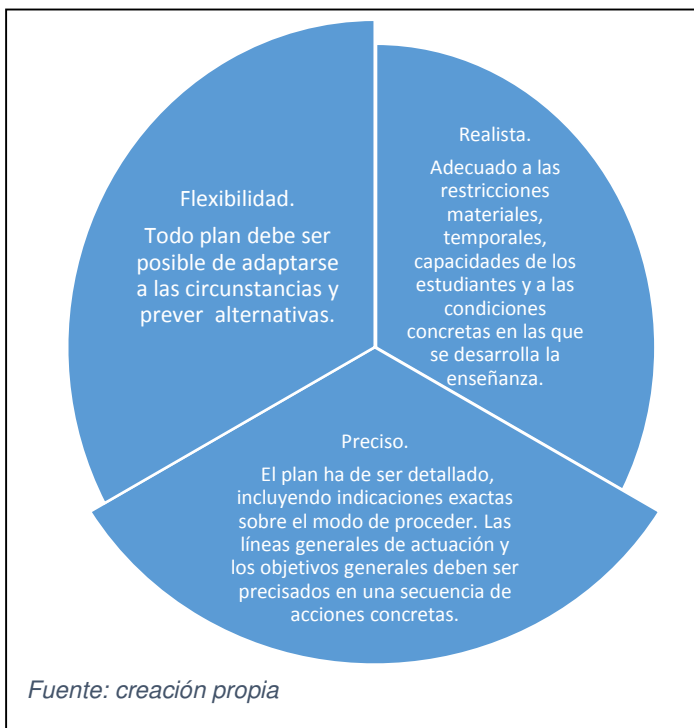 Flexibilidad.
Todo plan debe ser
posible de adaptarse
a las circunstancias y
prever alternativas.
Realista.
Adecuado a las
restricciones
materiales,
temporales,
capacidades de los
estudiantes y a las
condiciones
concretas en las que
se desarrolla la
enseñanza.
Preciso.
El plan ha de ser detallado,
incluyendo indicaciones exactas
sobre el modo de proceder. Las
líneas generales de actuación y
los objetivos generales deben ser
precisados en una secuencia de
acciones concretas.
Fuente: creación propia